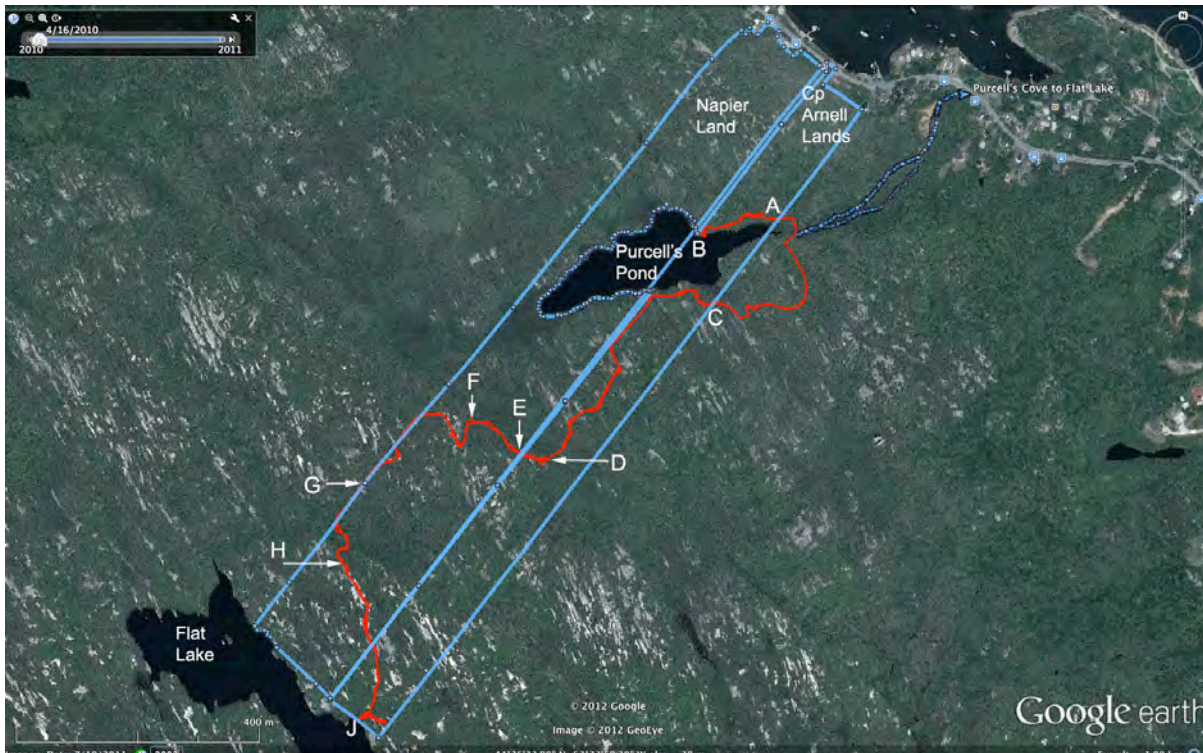 4/16/2010
2010
2011
N
Purcell's Cove to Flat Lake
Napier
Land
Cp
Arnell
Lands
A
B
Purcell's
Pond
C
F
E
D
G
H
Flat
Lake
J
400 m
© 2012 Google
Image © 2012 GeoEye
Google earth